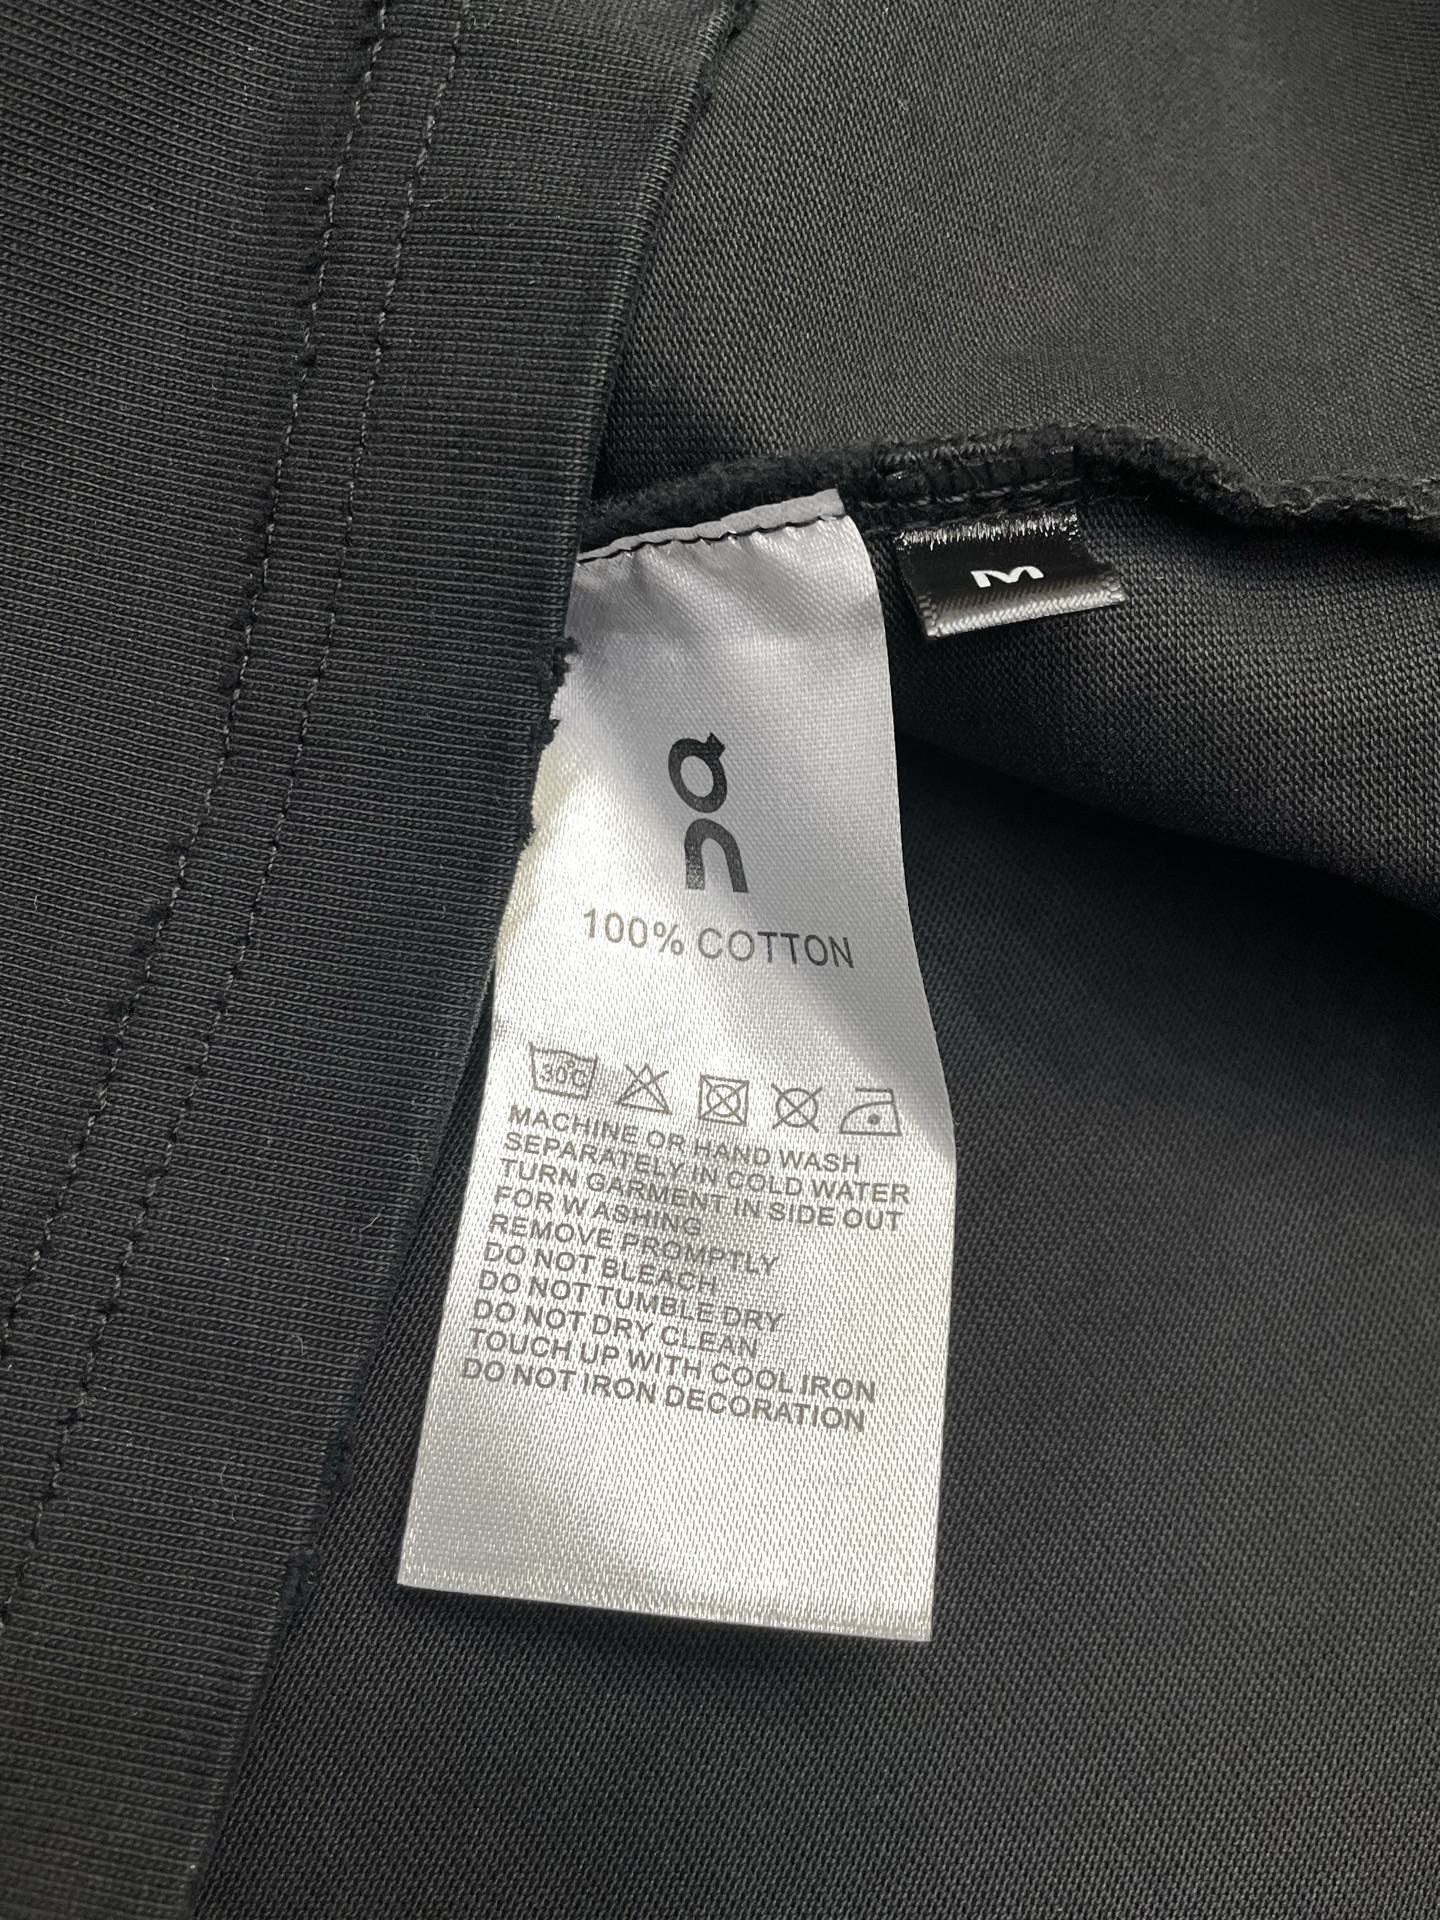 M
On
100% COTTON
30°C
MACHINE OR HAND WASH
SEPARATELY IN COLD WATER
TURN GARMENT IN SIDE OUT
FOR WASHING
REMOVE PROMPTLY
DO NOT BLEACH
DO NOT TUMBLE DRY
DO NOT DRY CLEAN
TOUCH UP WITH COOL IRON
DO NOT IRON DECORATION